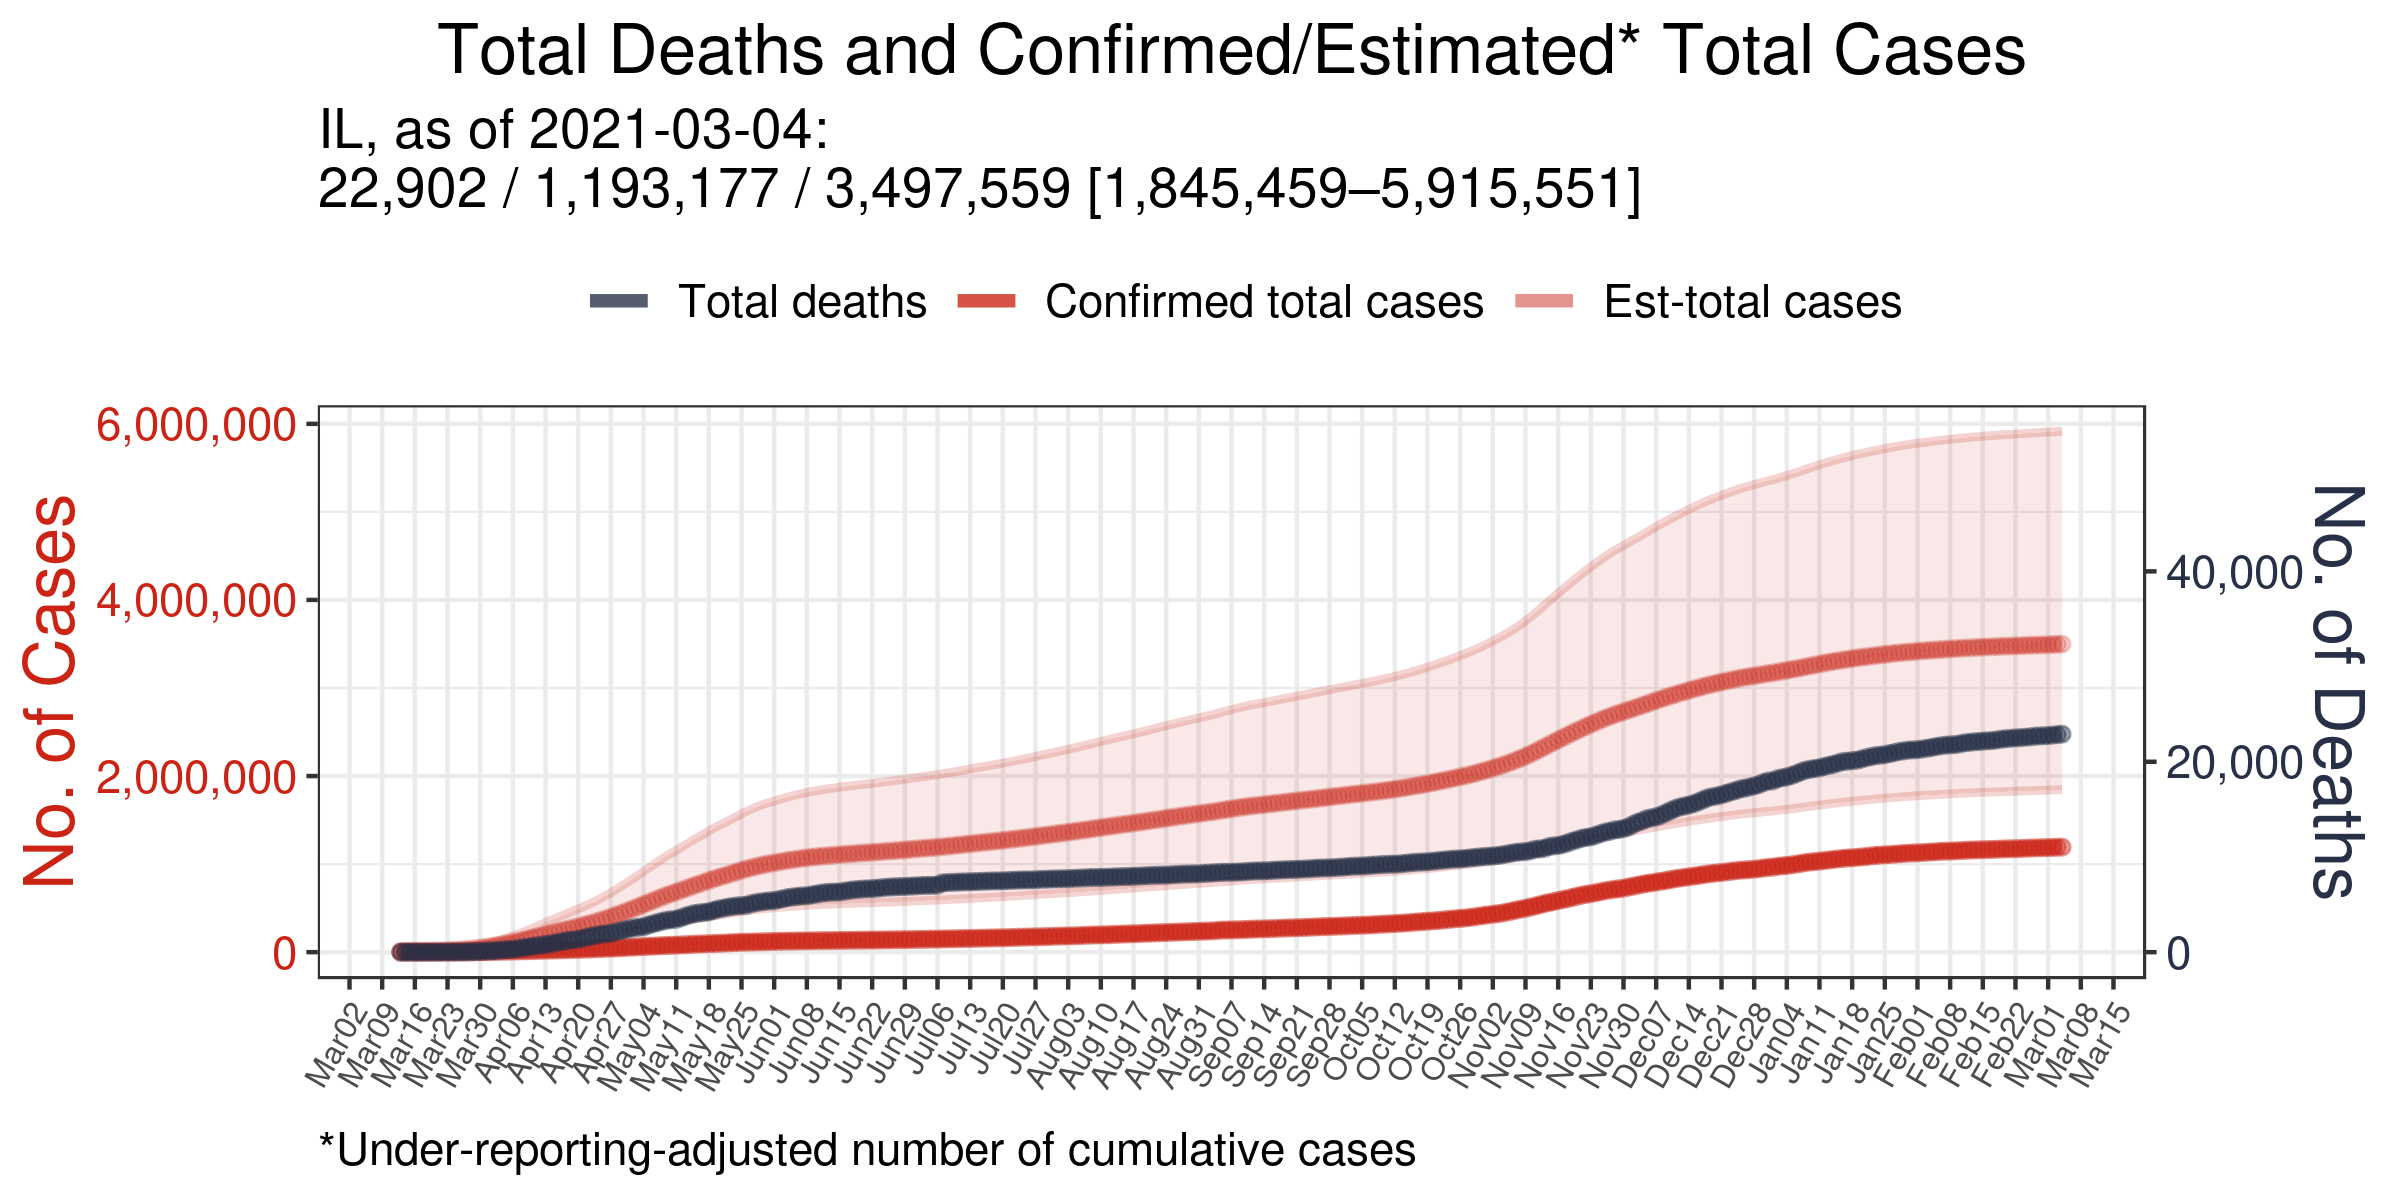 Total Deaths and Confirmed/Estimated* Total Cases
IL, as of 2021-03-04:
22,902 / 1,193,177 / 3,497,559 [1,845,459–5,915,551]
Total deaths
Confirmed total cases
Est-total cases
No. of Cases
6,000,000
4,000,000
2,000,000
0
40,000
20,000
0
No. of Deaths
Mar02
Mar09
Mar16
Mar23
Mar30
Apr06
Apr13
Apr20
Apr27
May04
May11
May18
May25
Jun01
Jun08
Jun15
Jun22
Jun29
Jul06
Jul13
Jul20
Jul27
Aug03
Aug10
Aug17
Aug24
Aug31
Sep07
Sep14
Sep21
Sep28
Oct05
Oct12
Oct19
Oct26
Nov02
Nov09
Nov16
Nov23
Nov30
Dec07
Dec14
Dec21
Dec28
Jan04
Jan11
Jan18
Jan25
Feb01
Feb08
Feb15
Feb22
Mar01
Mar08
Mar15
*Under-reporting-adjusted number of cumulative cases